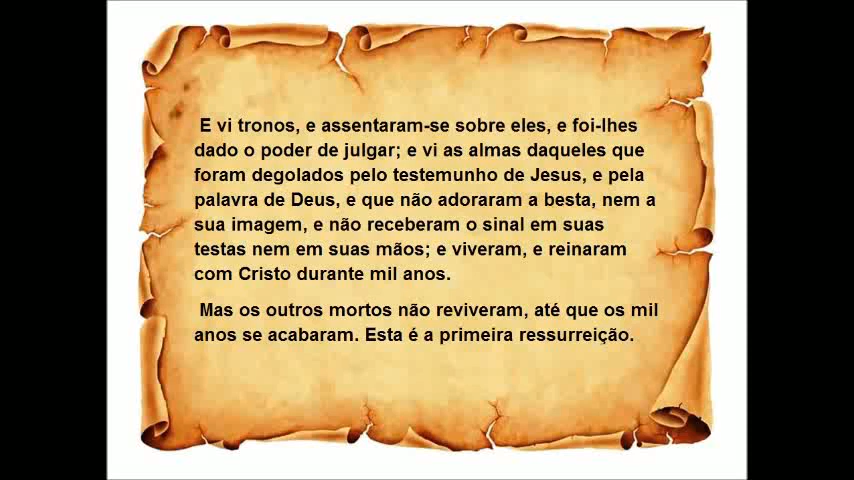 E vi tronos, e assentaram-se sobre eles, e foi-lhes
dado o poder de julgar; e vi as almas daqueles que
foram degolados pelo testemunho de Jesus, e pela
palavra de Deus, e que não adoraram a besta, nem a
sua imagem, e não receberam o sinal em suas
testas nem em suas mãos; e viveram, e reinaram
com Cristo durante mil anos.
Mas os outros mortos não reviveram, até que os mil
anos se acabaram. Esta é a primeira ressurreição.